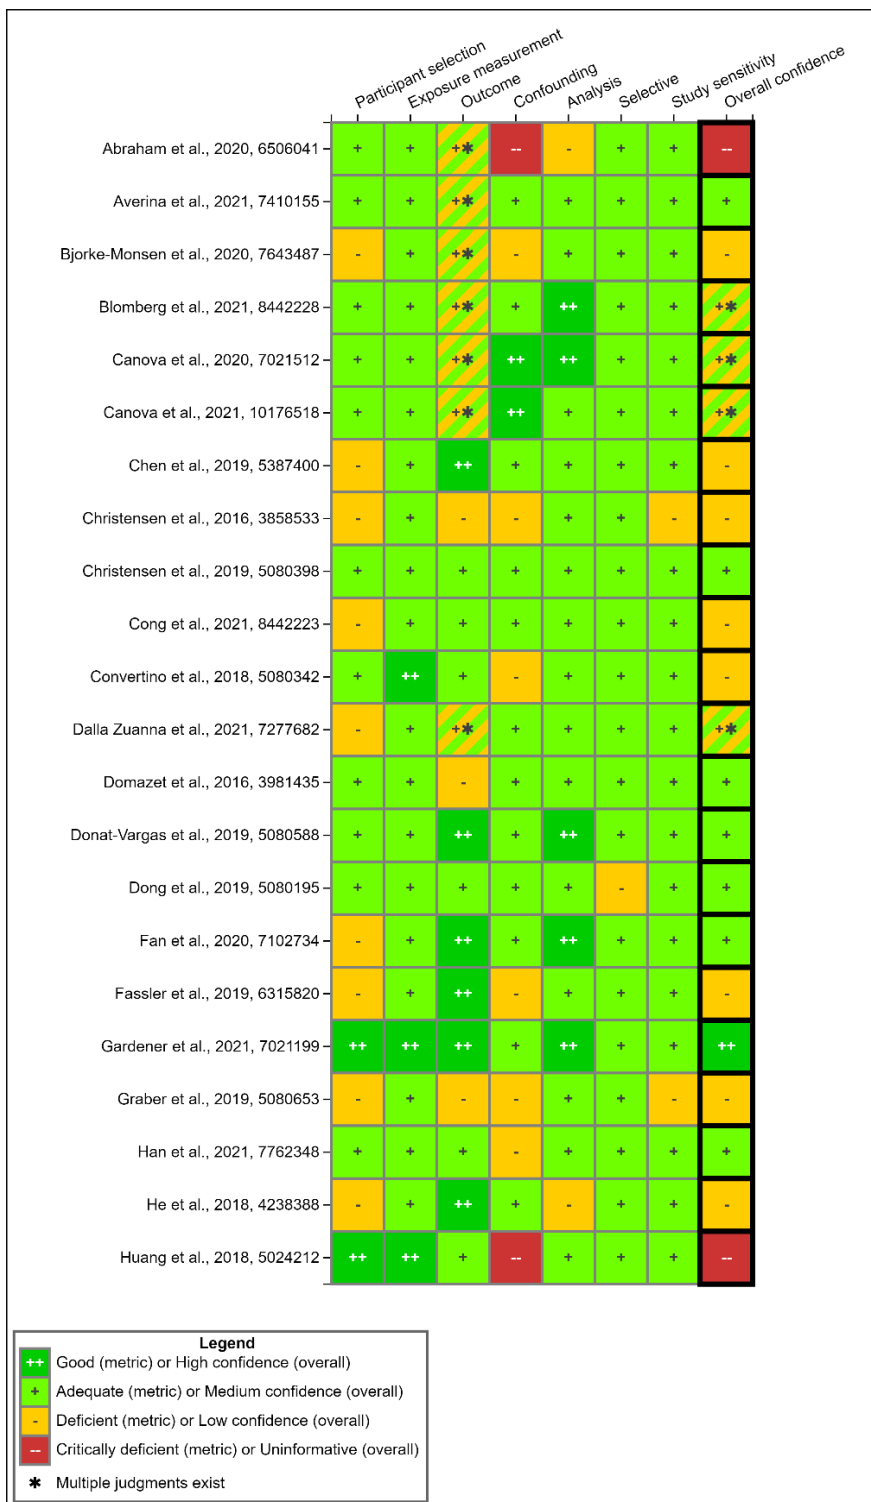 Participant selection
Exposure measurement
Outcome
Confounding
Analysis
Selective
Study sensitivity
Overall confidence
Abraham et al., 2020, 6506041 + + +✱ -- - + + --
Averina et al., 2021, 7410155 + + +✱ + + + + +
Bjorke-Monsen et al., 2020, 7643487 - + +✱ - + + + -
Blomberg et al., 2021, 8442228 + + +✱ + ++ + + +✱
Canova et al., 2020, 7021512 + + +✱ ++ ++ + + +✱
Canova et al., 2021, 10176518 + + +✱ ++ + + + +✱
Chen et al., 2019, 5387400 - + ++ + + + + -
Christensen et al., 2016, 3858533 - + - - + + - -
Christensen et al., 2019, 5080398 + + + + + + + +
Cong et al., 2021, 8442223 - + + + + + + -
Convertino et al., 2018, 5080342 + ++ + - + + + -
Dalla Zuanna et al., 2021, 7277682 - + +✱ + + + + +✱
Domazet et al., 2016, 3981435 + + - + + + + +
Donat-Vargas et al., 2019, 5080588 + + ++ + ++ + + +
Dong et al., 2019, 5080195 + + + + + - + +
Fan et al., 2020, 7102734 - + ++ + ++ + + +
Fassler et al., 2019, 6315820 - + ++ - + + + -
Gardener et al., 2021, 7021199 ++ ++ ++ + ++ + + ++
Graber et al., 2019, 5080653 - + - - + + - -
Han et al., 2021, 7762348 + + + - + + + +
He et al., 2018, 4238388 - + ++ + - + + -
Huang et al., 2018, 5024212 ++ ++ + -- + + + --
Legend
++ Good (metric) or High confidence (overall)
+ Adequate (metric) or Medium confidence (overall)
- Deficient (metric) or Low confidence (overall)
-- Critically deficient (metric) or Uninformative (overall)
✱ Multiple judgments exist